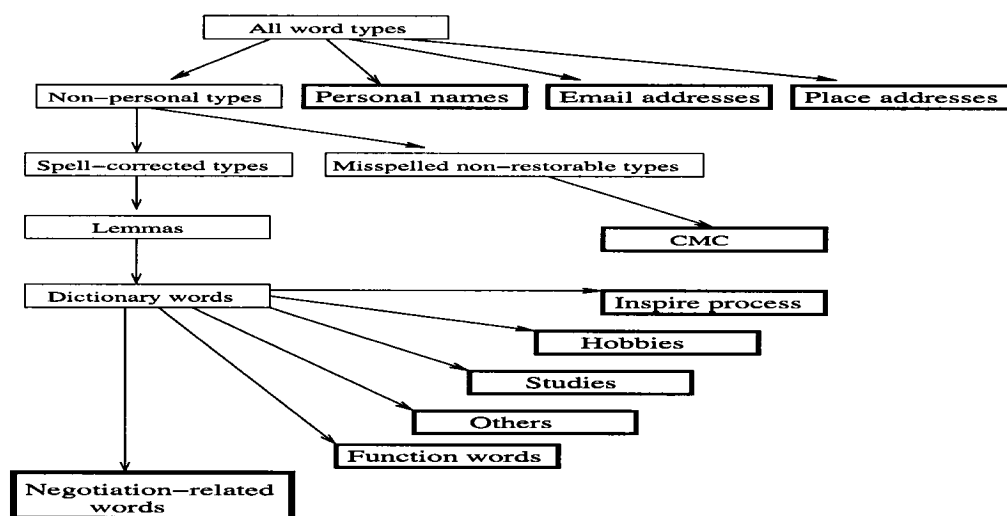 All word types
Non-personal types
Personal names
Email addresses
Place addresses
Spell-corrected types
Misspelled non-restorable types
Lemmas
CMC
Dictionary words
Inspire process
Hobbies
Studies
Others
Function words
Negotiation-related
words